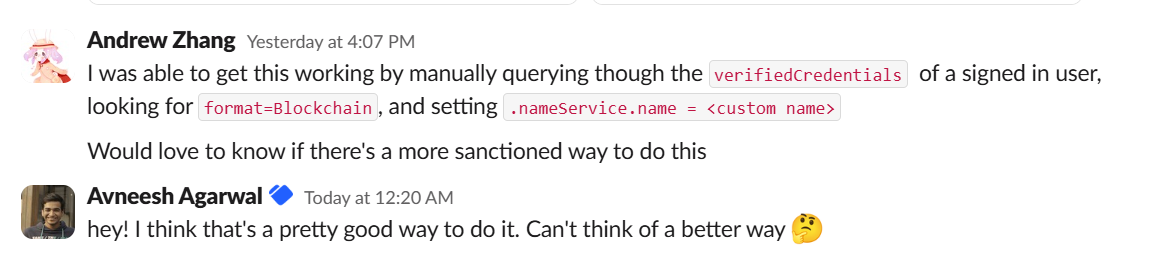 Andrew Zhang Yesterday at 4:07 PM
I was able to get this working by manually querying though the verifiedCredentials of a signed in user,
looking for format=Blockchain, and setting .nameService.name = <custom name>
Would love to know if there's a more sanctioned way to do this
Avneesh Agarwal Today at 12:20 AM
hey! I think that's a pretty good way to do it. Can't think of a better way 🤔